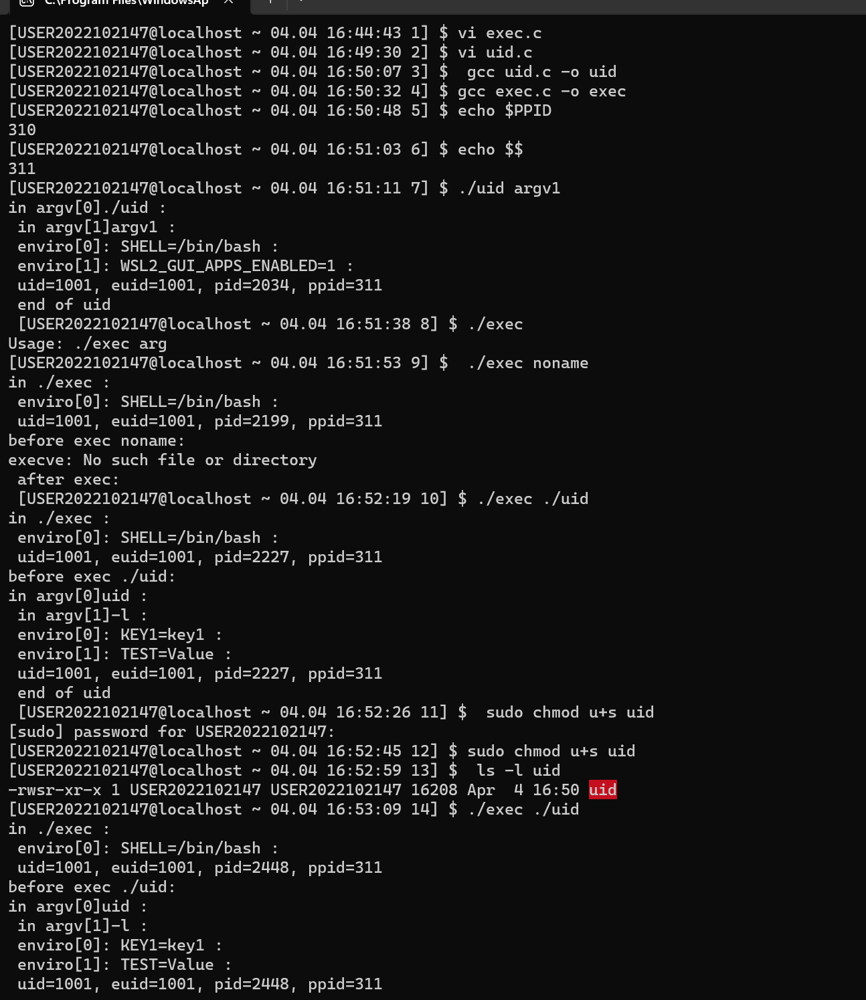 C:\Program Files\WindowsAp
[USER2022102147@localhost ~ 04.04 16:44:43 1] $ vi exec.c
[USER2022102147@localhost ~ 04.04 16:49:30 2] $ vi uid.c
[USER2022102147@localhost ~ 04.04 16:50:07 3] $  gcc uid.c -o uid
[USER2022102147@localhost ~ 04.04 16:50:32 4] $ gcc exec.c -o exec
[USER2022102147@localhost ~ 04.04 16:50:48 5] $ echo $PPID
310
[USER2022102147@localhost ~ 04.04 16:51:03 6] $ echo $$
311
[USER2022102147@localhost ~ 04.04 16:51:11 7] $ ./uid argv1
in argv[0]./uid :
 in argv[1]argv1 :
 enviro[0]: SHELL=/bin/bash :
 enviro[1]: WSL2_GUI_APPS_ENABLED=1 :
 uid=1001, euid=1001, pid=2034, ppid=311
 end of uid
 [USER2022102147@localhost ~ 04.04 16:51:38 8] $ ./exec
Usage: ./exec arg
[USER2022102147@localhost ~ 04.04 16:51:53 9] $  ./exec noname
in ./exec :
 enviro[0]: SHELL=/bin/bash :
 uid=1001, euid=1001, pid=2199, ppid=311
before exec noname:
execve: No such file or directory
 after exec:
 [USER2022102147@localhost ~ 04.04 16:52:19 10] $ ./exec ./uid
in ./exec :
 enviro[0]: SHELL=/bin/bash :
 uid=1001, euid=1001, pid=2227, ppid=311
before exec ./uid:
in argv[0]uid :
 in argv[1]-l :
 enviro[0]: KEY1=key1 :
 enviro[1]: TEST=Value :
 uid=1001, euid=1001, pid=2227, ppid=311
 end of uid
 [USER2022102147@localhost ~ 04.04 16:52:26 11] $  sudo chmod u+s uid
[sudo] password for USER2022102147:
[USER2022102147@localhost ~ 04.04 16:52:45 12] $ sudo chmod u+s uid
[USER2022102147@localhost ~ 04.04 16:52:59 13] $  ls -l uid
-rwsr-xr-x 1 USER2022102147 USER2022102147 16208 Apr  4 16:50 uid
[USER2022102147@localhost ~ 04.04 16:53:09 14] $ ./exec ./uid
in ./exec :
 enviro[0]: SHELL=/bin/bash :
 uid=1001, euid=1001, pid=2448, ppid=311
before exec ./uid:
in argv[0]uid :
 in argv[1]-l :
 enviro[0]: KEY1=key1 :
 enviro[1]: TEST=Value :
 uid=1001, euid=1001, pid=2448, ppid=311